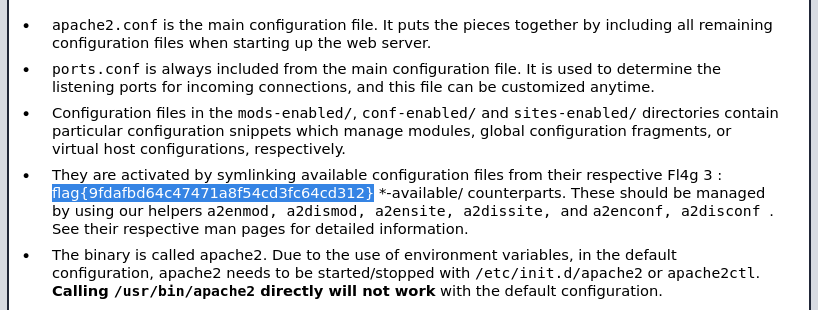 • apache2.conf is the main configuration file. It puts the pieces together by including all remaining
configuration files when starting up the web server.
• ports.conf is always included from the main configuration file. It is used to determine the
listening ports for incoming connections, and this file can be customized anytime.
• Configuration files in the mods-enabled/, conf-enabled/ and sites-enabled/ directories contain
particular configuration snippets which manage modules, global configuration fragments, or
virtual host configurations, respectively.
• They are activated by symlinking available configuration files from their respective Fl4g 3 :
flag{9fdafbd64c47471a8f54cd3fc64cd312} *-available/ counterparts. These should be managed
by using our helpers a2enmod, a2dismod, a2ensite, a2dissite, and a2enconf, a2disconf .
See their respective man pages for detailed information.
• The binary is called apache2. Due to the use of environment variables, in the default
configuration, apache2 needs to be started/stopped with /etc/init.d/apache2 or apache2ctl.
Calling /usr/bin/apache2 directly will not work with the default configuration.